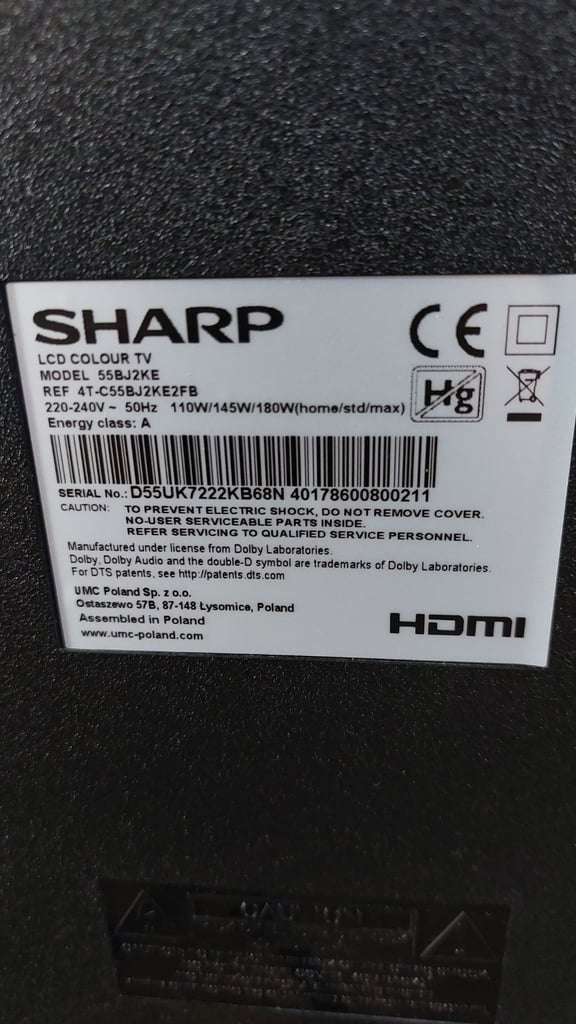 SHARP
LCD COLOUR TV
MODEL 55BJ2KE
REF 4T-C55BJ2KE2FB
220-240V ~ 50Hz 110W/145W/180W(home/std/max)
Energy class: A
Hg
SERIAL No.: D55UK7222KB68N 40178600800211
CAUTION: TO PREVENT ELECTRIC SHOCK, DO NOT REMOVE COVER.
NO-USER SERVICEABLE PARTS INSIDE.
REFER SERVICING TO QUALIFIED SERVICE PERSONNEL.
Manufactured under license from Dolby Laboratories.
Dolby, Dolby Audio and the double-D symbol are trademarks of Dolby Laboratories.
For DTS patents, see http://patents.dts.com
UMC Poland Sp. z o.o.
Ostaszewo 57B, 87-148 Łysomice, Poland
Assembled in Poland
www.umc-poland.com
HDMI
CAUTION